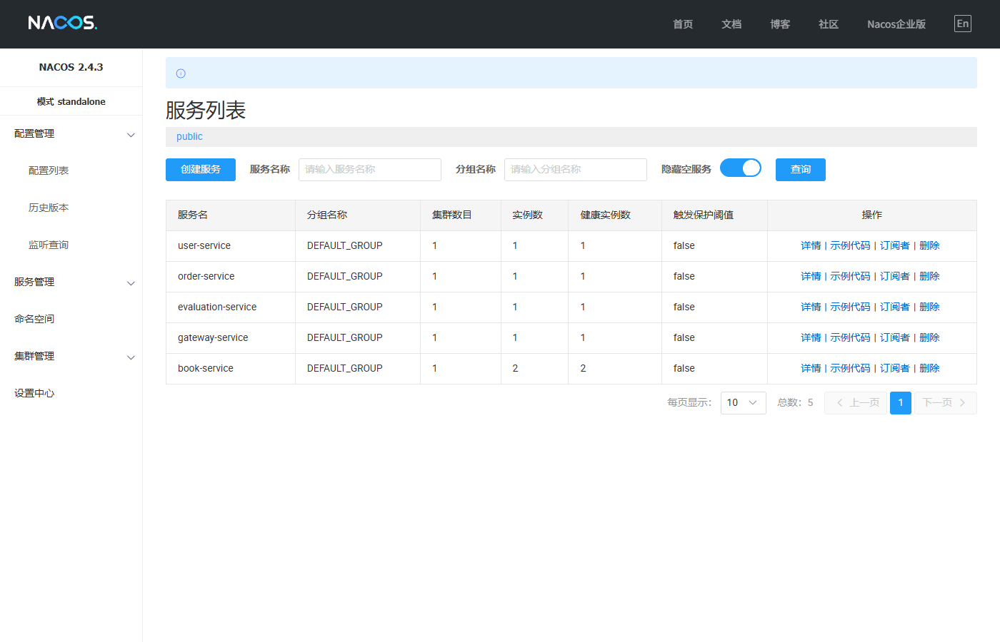 NACOS.
首页 文档 博客 社区 Nacos企业版 En
NACOS 2.4.3
模式 standalone
配置管理
配置列表
历史版本
监听查询
服务管理
命名空间
集群管理
设置中心
服务列表
public
创建服务 服务名称 请输入服务名称 分组名称 请输入分组名称 隐藏空服务 查询
服务名 分组名称 集群数目 实例数 健康实例数 触发保护阈值 操作
user-service DEFAULT_GROUP 1 1 1 false 详情 | 示例代码 | 订阅者 | 删除
order-service DEFAULT_GROUP 1 1 1 false 详情 | 示例代码 | 订阅者 | 删除
evaluation-service DEFAULT_GROUP 1 1 1 false 详情 | 示例代码 | 订阅者 | 删除
gateway-service DEFAULT_GROUP 1 1 1 false 详情 | 示例代码 | 订阅者 | 删除
book-service DEFAULT_GROUP 1 2 2 false 详情 | 示例代码 | 订阅者 | 删除
每页显示: 10 总数: 5 上一页 1 下一页